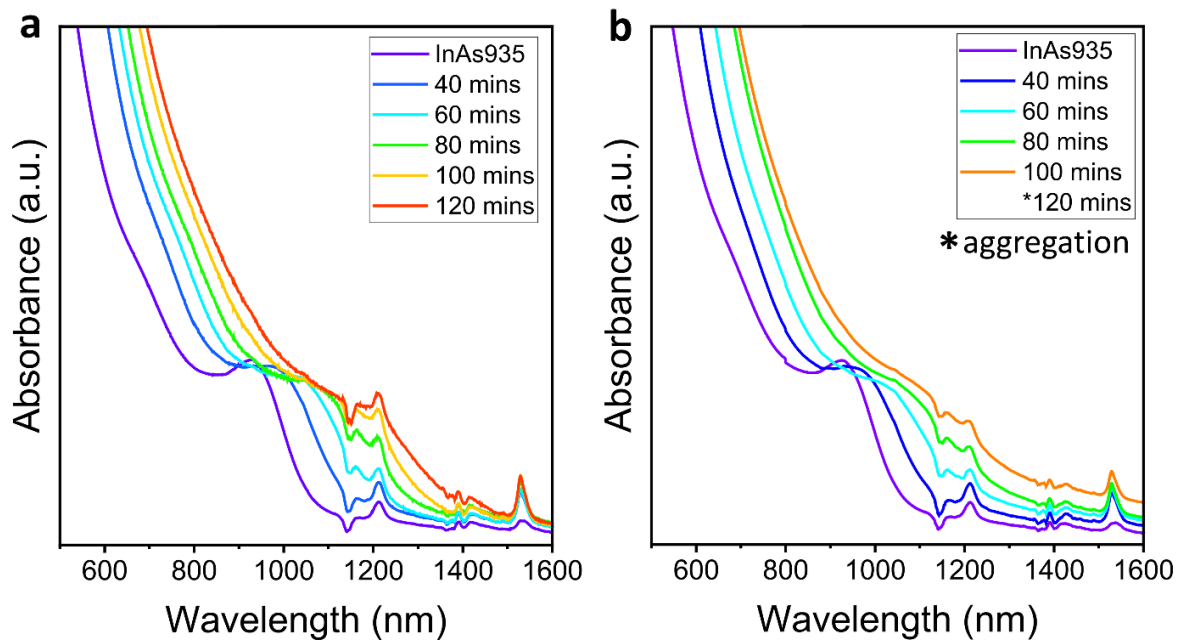 a
InAs935
40 mins
60 mins
80 mins
100 mins
120 mins
Absorbance (a.u.)
600 800 1000 1200 1400 1600
Wavelength (nm)
b
InAs935
40 mins
60 mins
80 mins
100 mins
*120 mins
* aggregation
Absorbance (a.u.)
600 800 1000 1200 1400 1600
Wavelength (nm)